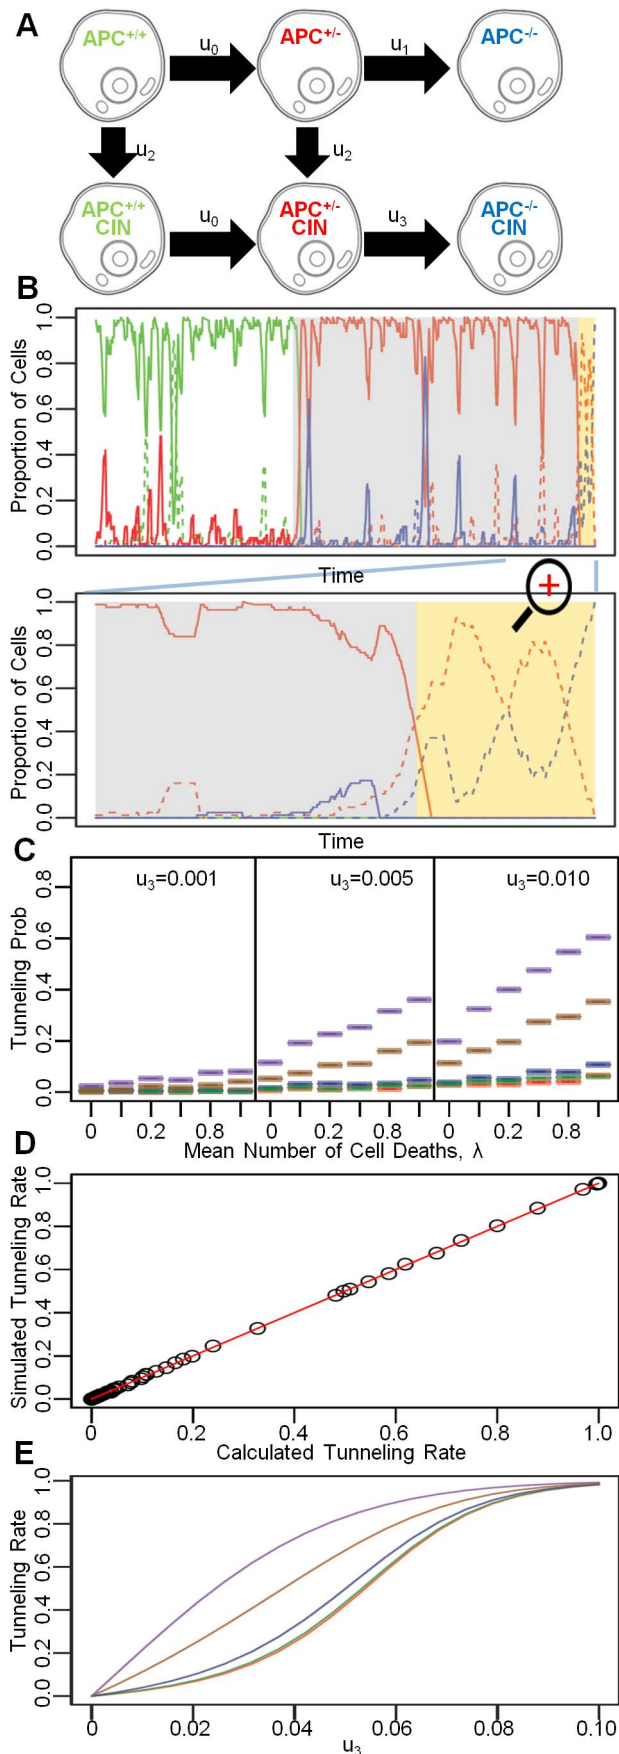 A
APC+/+
u0
APC+/-
u1
APC-/-
u2
u2
APC+/+
CIN
u0
APC+/-
CIN
u3
APC-/-
CIN
B
Proportion of Cells
0.0 0.2 0.4 0.6 0.8 1.0
Time
+
Proportion of Cells
0.0 0.2 0.4 0.6 0.8 1.0
Time
C
Tunneling Prob
0.0 0.2 0.4 0.6 0.8
u3=0.001
u3=0.005
u3=0.010
0 0.2 0.8 0 0.2 0.8 0 0.2 0.8
Mean Number of Cell Deaths, λ
D
Simulated Tunneling Rate
0.0 0.2 0.4 0.6 0.8 1.0
0 0.2 0.4 0.6 1.0
Calculated Tunneling Rate
E
Tunneling Rate
0.0 0.2 0.4 0.6 0.8 1.0
0 0.02 0.04 0.06 0.08 0.10
u3